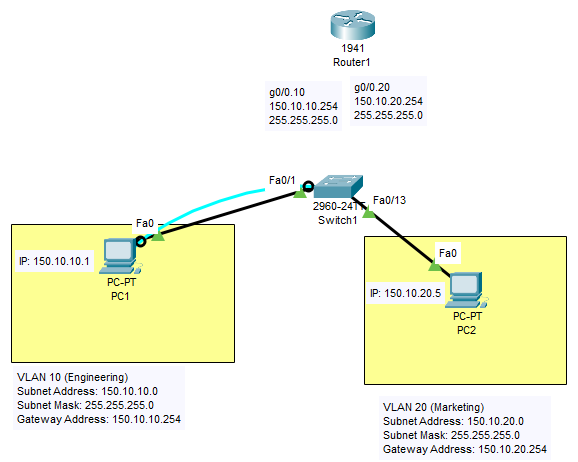 1941
Router1
g0/0.10
150.10.10.254
255.255.255.0
g0/0.20
150.10.20.254
255.255.255.0
Fa0/1
2960-24TT
Switch1
Fa0/13
Fa0
IP: 150.10.10.1
PC-PT
PC1
Fa0
IP: 150.10.20.5
PC-PT
PC2
VLAN 10 (Engineering)
Subnet Address: 150.10.10.0
Subnet Mask: 255.255.255.0
Gateway Address: 150.10.10.254
VLAN 20 (Marketing)
Subnet Address: 150.10.20.0
Subnet Mask: 255.255.255.0
Gateway Address: 150.10.20.254